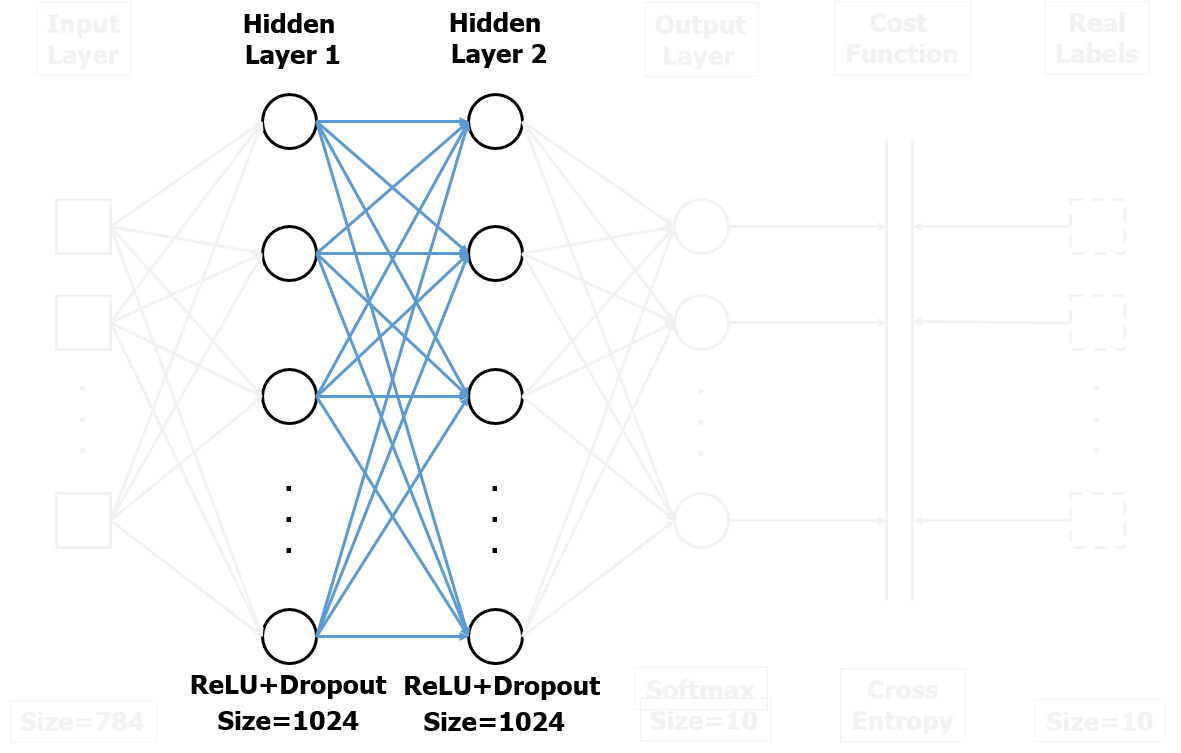 Input
Layer
Hidden
Layer 1
Hidden
Layer 2
Output
Layer
Cost
Function
Real
Labels
ReLU+Dropout
Size=1024
ReLU+Dropout
Size=1024
Size=784
Softmax
Size=10
Cross
Entropy
Size=10